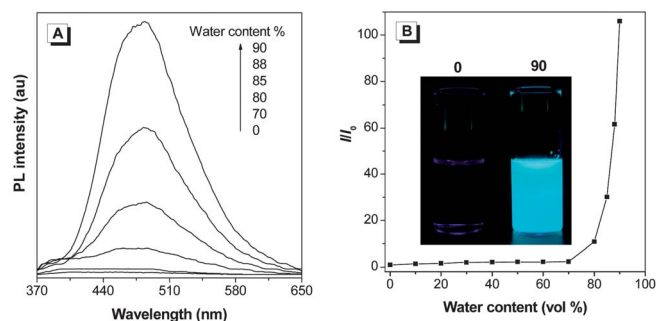 A
Water content %
90
88
85
80
70
0
PL intensity (au)
370 440 510 580 650
Wavelength (nm)
B
0 90
I/I0
100
80
60
40
20
0
0 20 40 60 80 100
Water content (vol %)